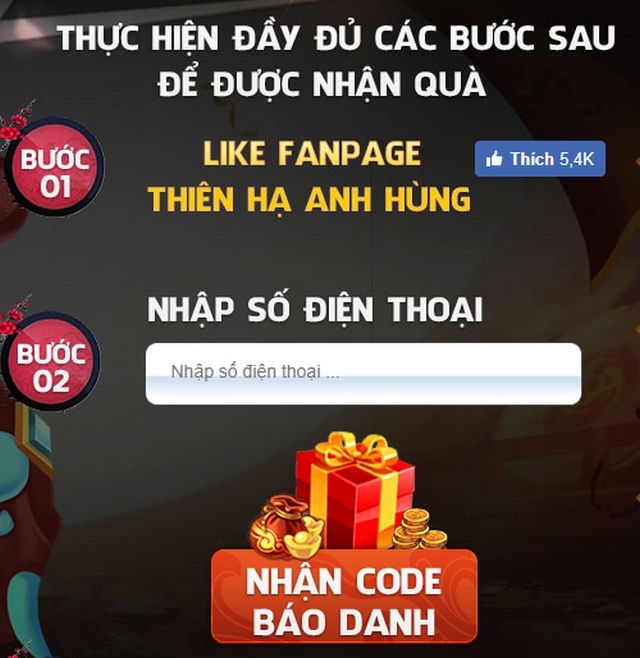 THỰC HIỆN ĐẦY ĐỦ CÁC BƯỚC SAU
ĐỂ ĐƯỢC NHẬN QUÀ
BƯỚC
01
LIKE FANPAGE
THIÊN HẠ ANH HÙNG
Thích 5,4K
BƯỚC
02
NHẬP SỐ ĐIỆN THOẠI
Nhập số điện thoại ...
NHẬN CODE
BÁO DANH